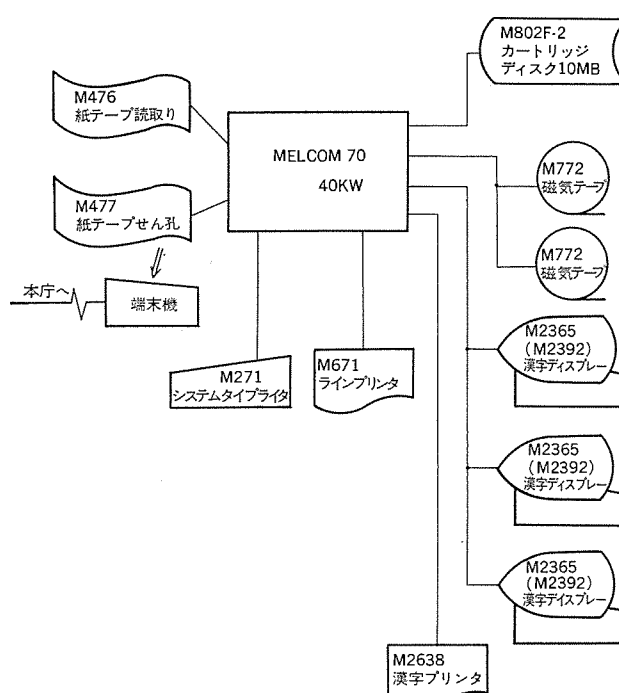 M802F-2
カートリッジ
ディスク10MB
M476
紙テープ読取り
MELCOM 70
40KW
M772
磁気テープ
M477
紙テープせん孔
M772
磁気テープ
本庁へ
端末機
M2365
(M2392)
漢字ディスプレー
M271
システムタイプライタ
M671
ラインプリンタ
M2365
(M2392)
漢字ディスプレー
M2365
(M2392)
漢字デイスプレー
M2638
漢字プリンタ